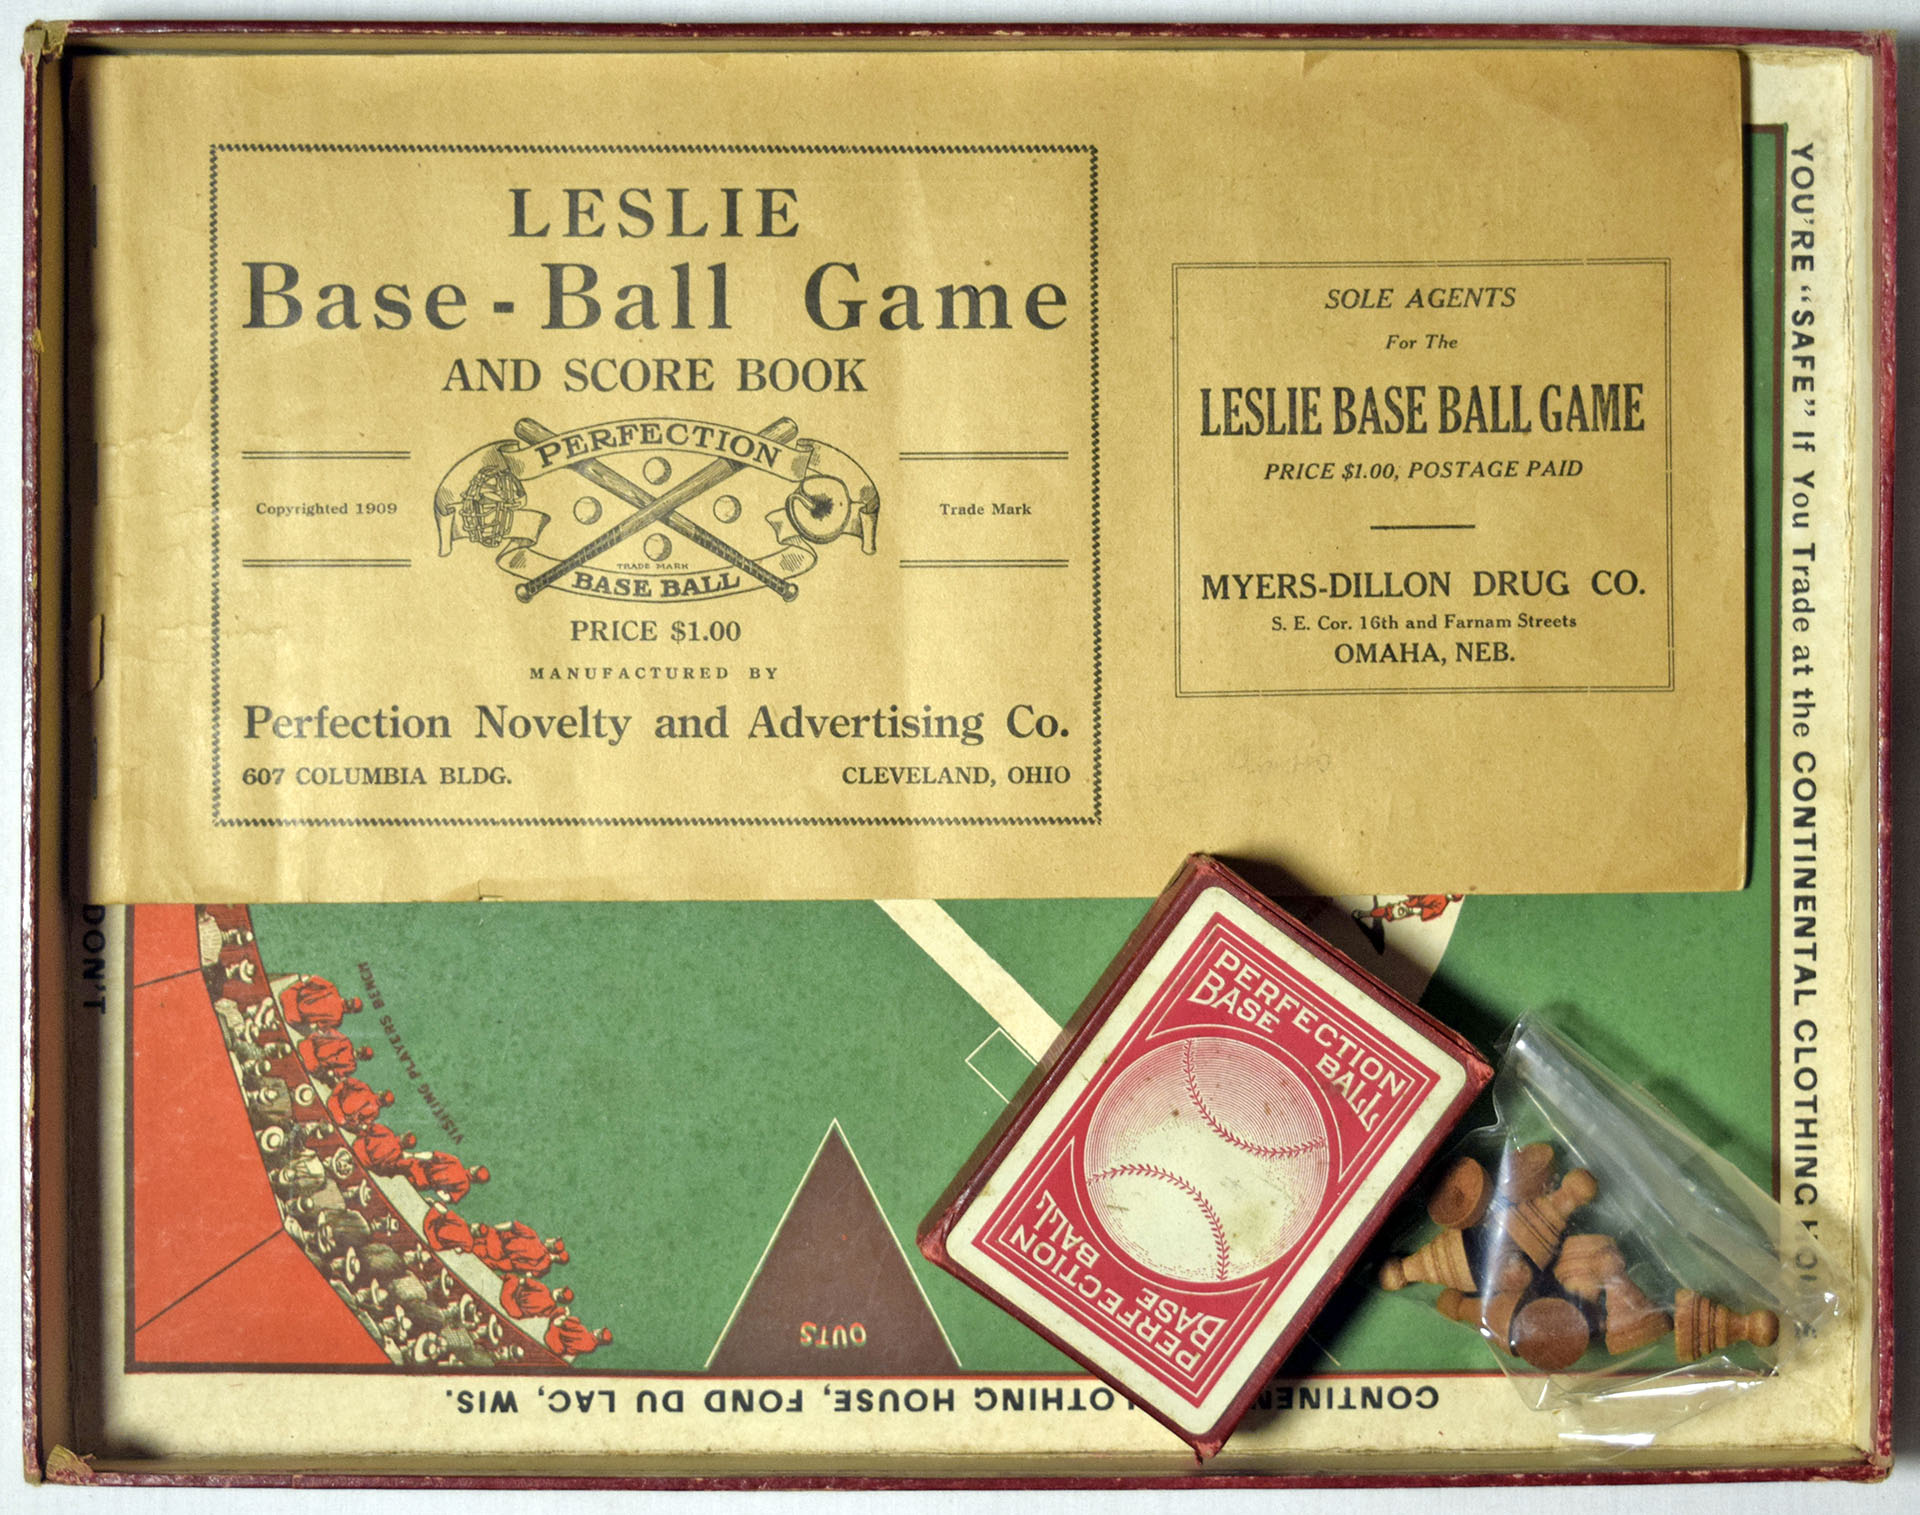 LESLIE
Base-Ball Game
AND SCORE BOOK
PERFECTION
Copyrighted 1909
Trade Mark
TRADE MARK
BASE BALL
PRICE $1.00
MANUFACTURED BY
Perfection Novelty and Advertising Co.
607 COLUMBIA BLDG. CLEVELAND, OHIO
SOLE AGENTS
For The
LESLIE BASE BALL GAME
PRICE $1.00, POSTAGE PAID
MYERS-DILLON DRUG CO.
S. E. Cor. 16th and Farnam Streets
OMAHA, NEB.
YOU'RE "SAFE" If You Trade at the CONTINENTAL CLOTHING HOUSE
DON'T
VISITING PLAYERS BENCH
OUTS
PERFECTION
BASE BALL
PERFECTION
BASE BALL
CONTINEN LOTHING HOUSE, FOND DU LAC, WIS.